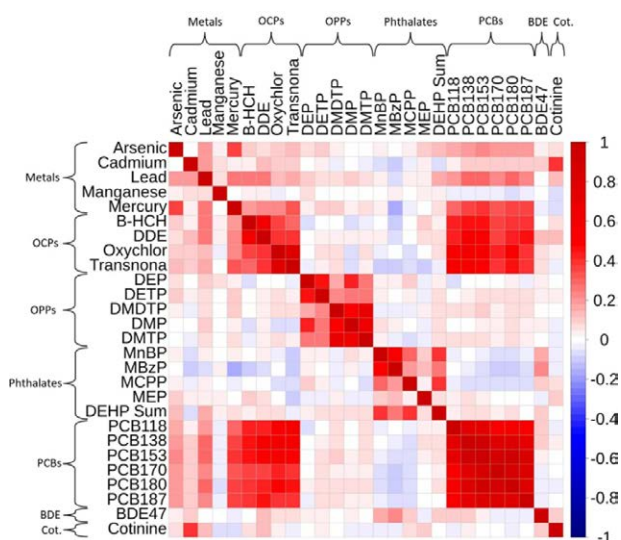 Metals OCPs OPPs Phthalates PCBs BDE Cot.
Arsenic Cadmium Lead Manganese Mercury B-HCH DDE Oxychlor Transnona DEP DETP DMDTP DMP DMTP MnBP MBzP MCPP MEP DEHP Sum PCB118 PCB138 PCB153 PCB170 PCB180 PCB187 BDE47 Cotinine
Metals
Arsenic
Cadmium
Lead
Manganese
Mercury
OCPs
B-HCH
DDE
Oxychlor
Transnona
OPPs
DEP
DETP
DMDTP
DMP
DMTP
Phthalates
MnBP
MBzP
MCPP
MEP
DEHP Sum
PCBs
PCB118
PCB138
PCB153
PCB170
PCB180
PCB187
BDE
BDE47
Cot.
Cotinine
1
0.8
0.6
0.4
0.2
0
-0.2
-0.4
-0.6
-0.8
-1